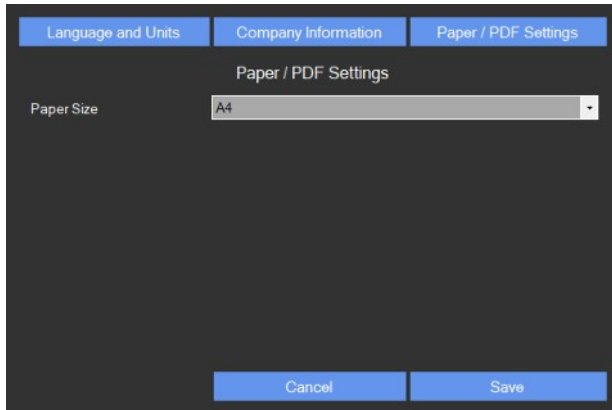 Language and Units Company Information Paper / PDF Settings
Paper / PDF Settings
Paper Size A4
Cancel Save